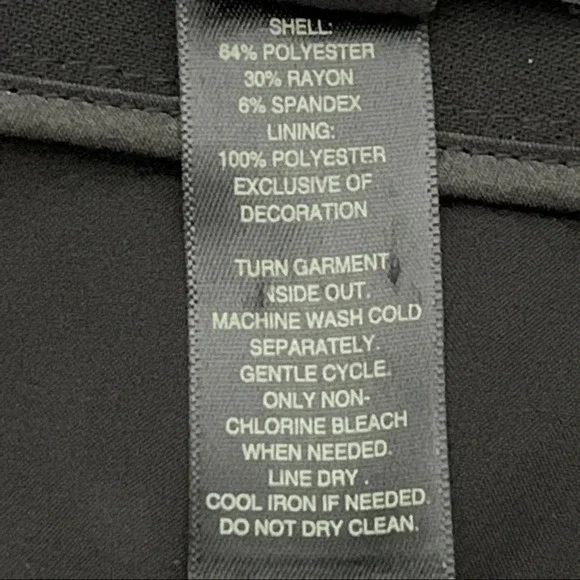 SHELL:
64% POLYESTER
30% RAYON
6% SPANDEX
LINING:
100% POLYESTER
EXCLUSIVE OF
DECORATION
TURN GARMENT
INSIDE OUT.
MACHINE WASH COLD
SEPARATELY.
GENTLE CYCLE.
ONLY NON-
CHLORINE BLEACH
WHEN NEEDED.
LINE DRY .
COOL IRON IF NEEDED.
DO NOT DRY CLEAN.